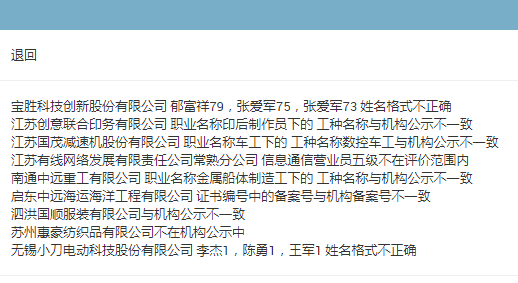 退回
宝胜科技创新股份有限公司 郁富祥79，张爱军75，张爱军73 姓名格式不正确
江苏创意联合印务有限公司 职业名称印后制作员下的 工种名称与机构公示不一致
江苏国茂减速机股份有限公司 职业名称车工下的 工种名称数控车工与机构公示不一致
江苏有线网络发展有限责任公司常熟分公司 信息通信营业员五级不在评价范围内
南通中远重工有限公司 职业名称金属船体制造工下的 工种名称与机构公示不一致
启东中远海运海洋工程有限公司 证书编号中的备案号与机构备案号不一致
泗洪国顺服装有限公司与机构公示不一致
苏州惠豪纺织品有限公司不在机构公示中
无锡小刀电动科技股份有限公司 李杰1，陈勇1，王军1 姓名格式不正确